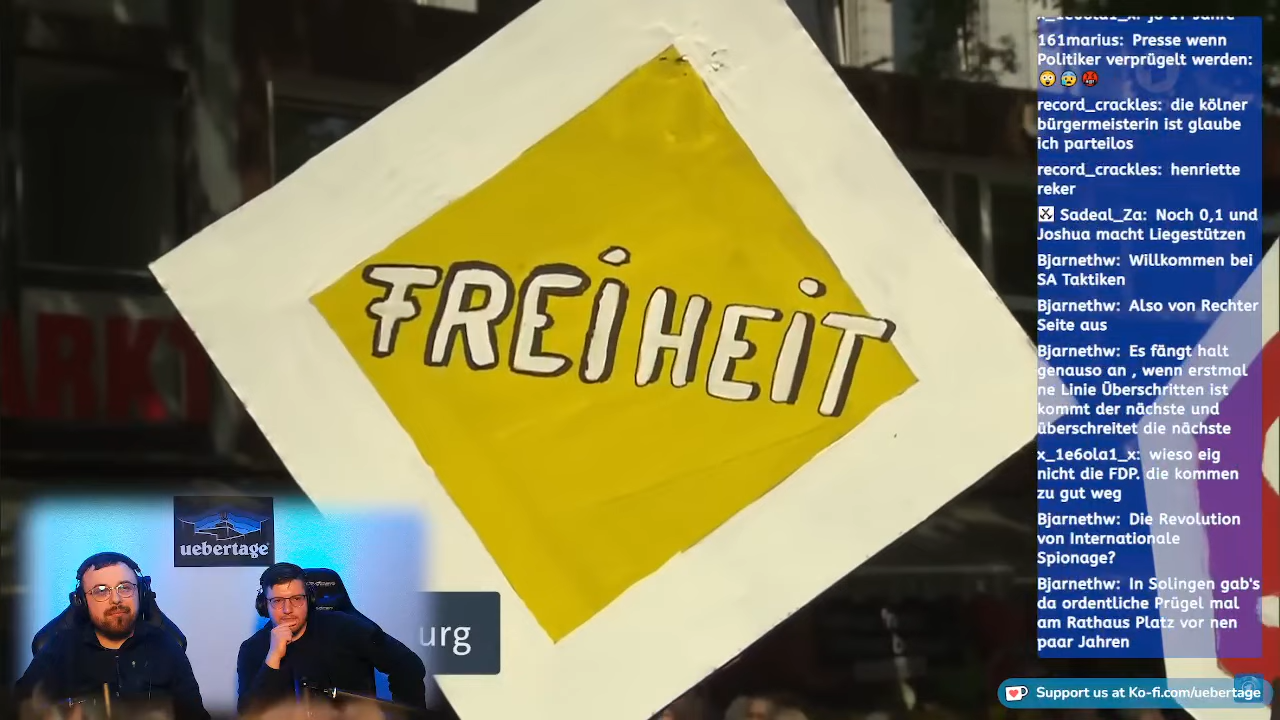 x_1e6ola1_x: jo 17 Jahre
161marius: Presse wenn
Politiker verprügelt werden:
😳 😰 🤬
record_crackles: die kölner
bürgermeisterin ist glaube
ich parteilos
record_crackles: henriette
reker
Sadeal_Za: Noch 0,1 und
Joshua macht Liegestützen
Bjarnethw: Willkommen bei
SA Taktiken
Bjarnethw: Also von Rechter
Seite aus
Bjarnethw: Es fängt halt
genauso an , wenn erstmal
ne Linie Überschritten ist
kommt der nächste und
überschreitet die nächste
x_1e6ola1_x: wieso eig
nicht die FDP. die kommen
zu gut weg
Bjarnethw: Die Revolution
von Internationale
Spionage?
Bjarnethw: In Solingen gab's
da ordentliche Prügel mal
am Rathaus Platz vor nen
paar Jahren
FREiHEiT
ARKT
uebertage
urg
Support us at Ko-fi.com/uebertage